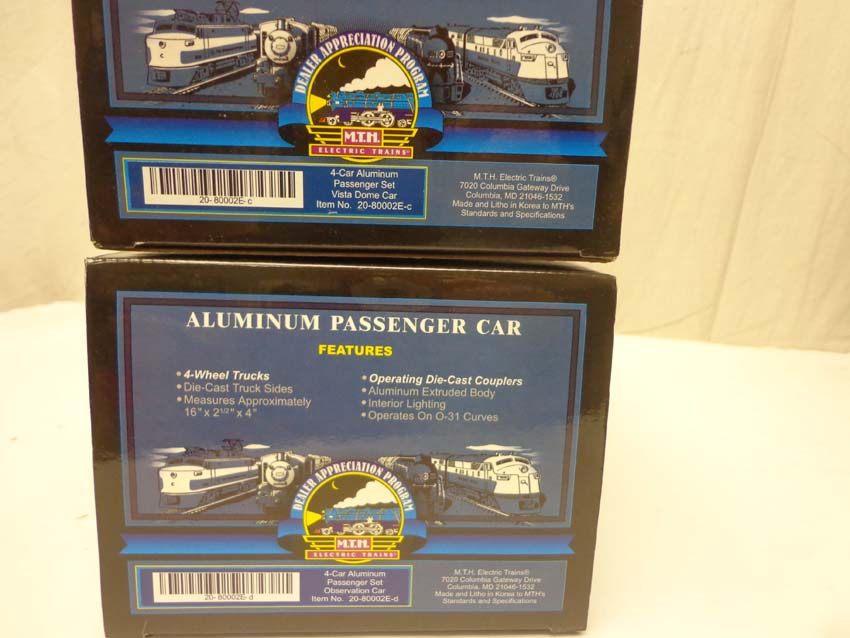 DEALER APPRECIATION PROGRAM
M.T.H.
ELECTRIC TRAINS
20-80002E-c
4-Car Aluminum
Passenger Set
Vista Dome Car
Item No. 20-80002E-c
M.T.H. Electric Trains®
7020 Columbia Gateway Drive
Columbia, MD 21046-1532
Made and Litho in Korea to MTH's
Standards and Specifications
ALUMINUM PASSENGER CAR
FEATURES
•4-Wheel Trucks
•Die-Cast Truck Sides
•Measures Approximately
16" x 2 1/2" x 4"
•Operating Die-Cast Couplers
•Aluminum Extruded Body
•Interior Lighting
•Operates On O-31 Curves
DEALER APPRECIATION PROGRAM
M.T.H.
ELECTRIC TRAINS
20-80002E-d
4-Car Aluminum
Passenger Set
Observation Car
Item No. 20-80002E-d
M.T.H. Electric Trains®
7020 Columbia Gateway Drive
Columbia, MD 21046-1532
Made and Litho in Korea to MTH's
Standards and Specifications